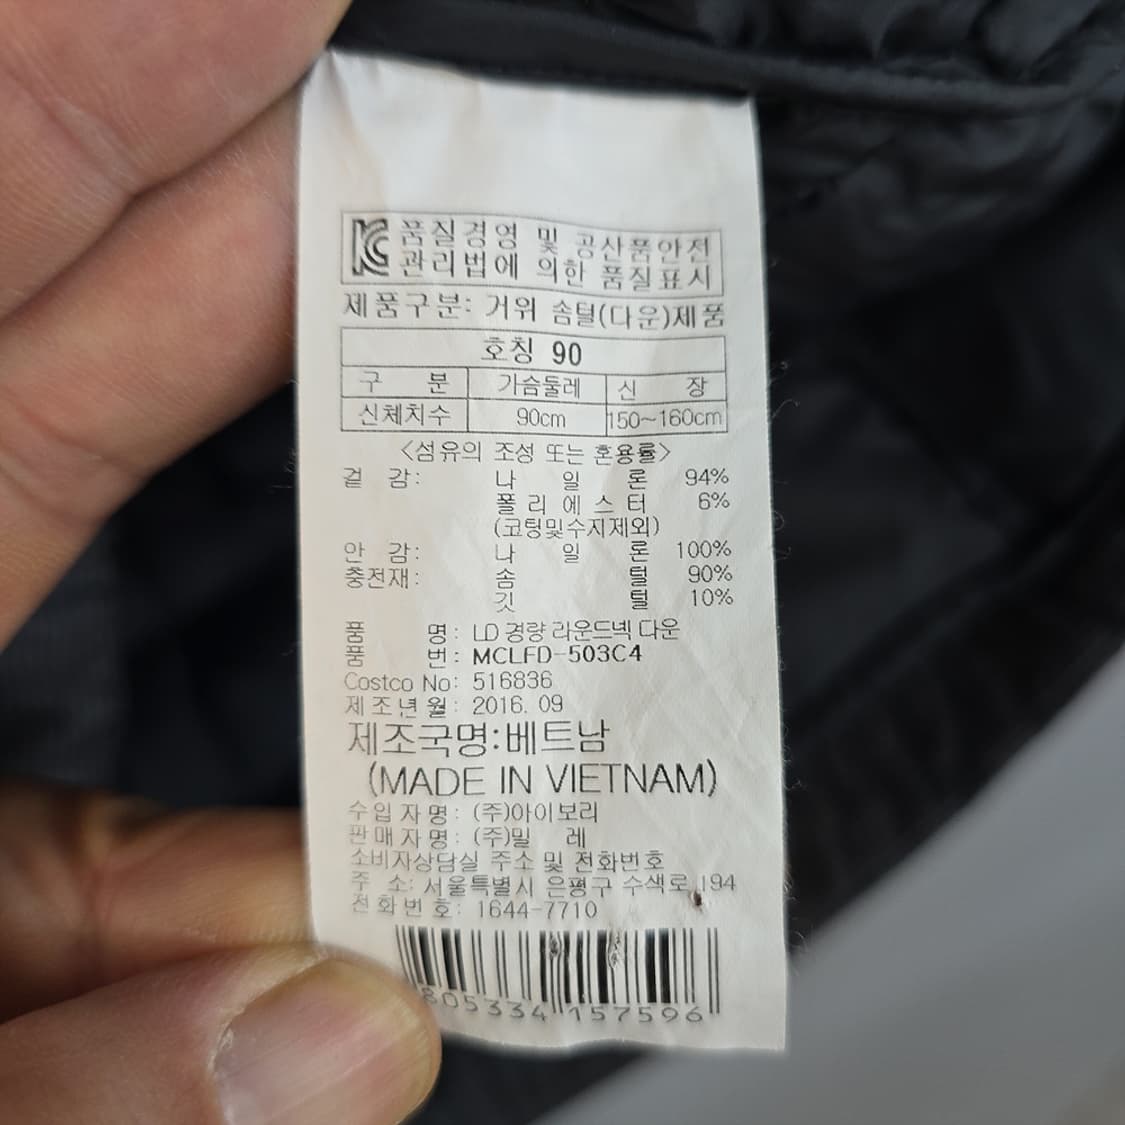 KC 품질경영 및 공산품안전
관리법에 의한 품질표시
제품구분: 거위 솜털(다운)제품
호칭 90
구 분 가슴둘레 신 장
신체치수 90cm 150~160cm
<섬유의 조성 또는 혼용률>
겉 감: 나 일 론 94%
폴 리 에 스 터 6%
(코팅및수지제외)
안 감: 나 일 론 100%
충전재: 솜 털 90%
깃 털 10%
품 명: LD 경량 라운드넥 다운
품 번: MCLFD-503C4
Costco No: 516836
제조년월: 2016. 09
제조국명:베트남
(MADE IN VIETNAM)
수입자명: (주)아이보리
판매자명: (주)밀 레
소비자상담실 주소 및 전화번호
주 소: 서울특별시 은평구 수색로 194
전화번호: 1644-7710
805334 157596